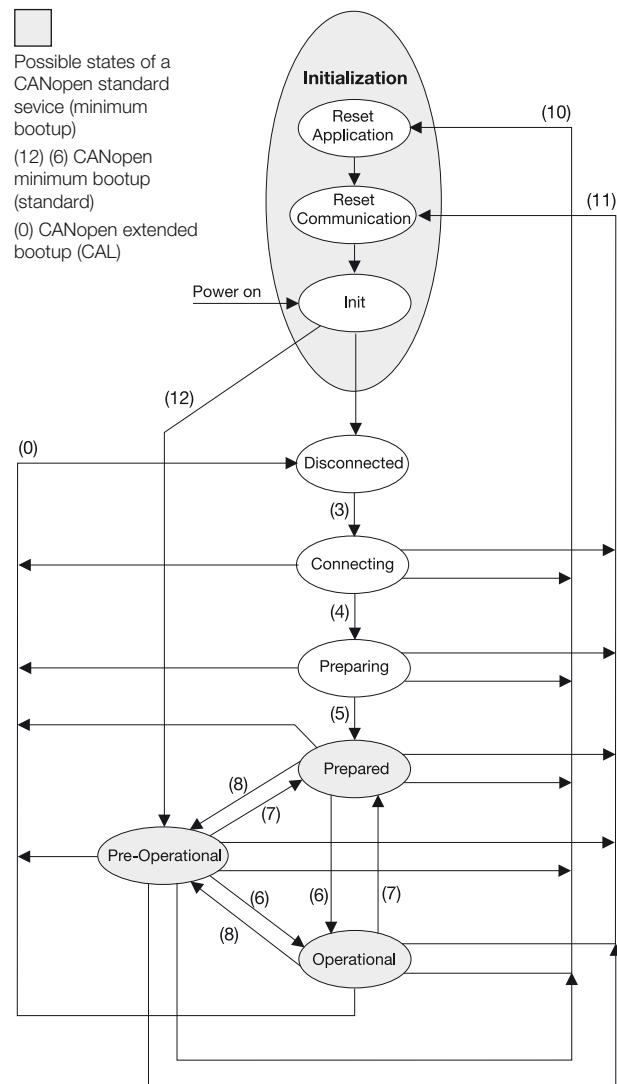 Possible states of a
CANopen standard
sevice (minimum
bootup)
(12) (6) CANopen
minimum bootup
(standard)
(0) CANopen extended
bootup (CAL)
Initialization
Reset
Application
(10)
Reset
Communication
(11)
Power on
Init
(12)
(0)
Disconnected
(3)
Connecting
(4)
Preparing
(5)
Prepared
(8)
(7)
Pre-Operational
(6)
(6)
(7)
(8)
Operational